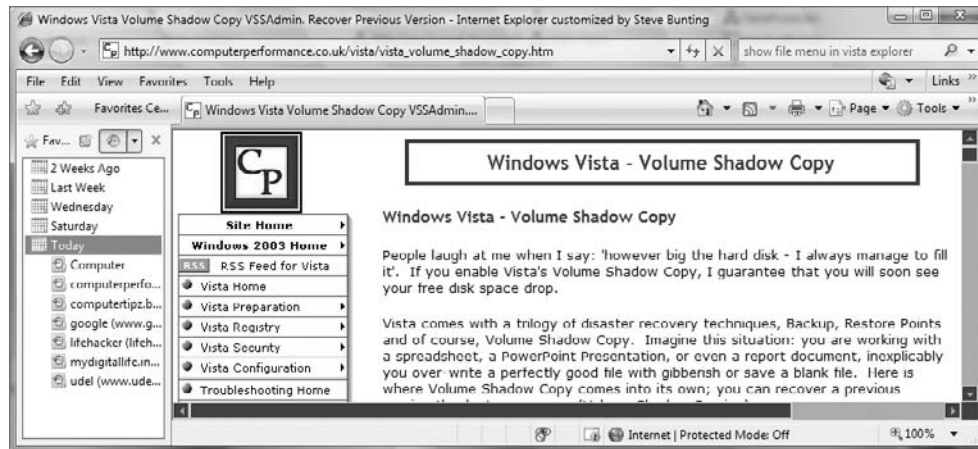 Windows Vista Volume Shadow Copy VSSAdmin. Recover Previous Version - Internet Explorer customized by Steve Bunting
http://www.computerperformance.co.uk/vista/vista_volume_shadow_copy.htm
show file menu in vista explorer
File Edit View Favorites Tools Help
Links
Favorites Ce...
Windows Vista Volume Shadow Copy VSSAdmin....
Page
Tools
Fav...
2 Weeks Ago
Last Week
Wednesday
Saturday
Today
Computer
computerperfo...
computertipz.b...
google (www.g...
lifehacker (lifeh...
mydigitallife.in...
udel (www.ude...
CP
Site Home
Windows 2003 Home
RSS RSS Feed for Vista
Vista Home
Vista Preparation
Vista Registry
Vista Security
Vista Configuration
Troubleshooting Home
Windows Vista - Volume Shadow Copy
Windows Vista - Volume Shadow Copy
People laugh at me when I say: 'however big the hard disk - I always manage to fill
it'. If you enable Vista's Volume Shadow Copy, I guarantee that you will soon see
your free disk space drop.
Vista comes with a trilogy of disaster recovery techniques, Backup, Restore Points
and of course, Volume Shadow Copy. Imagine this situation: you are working with
a spreadsheet, a PowerPoint Presentation, or even a report document, inexplicably
you over-write a perfectly good file with gibberish or save a blank file. Here is
where Volume Shadow Copy comes into its own; you can recover a previous
Internet | Protected Mode: Off
100%